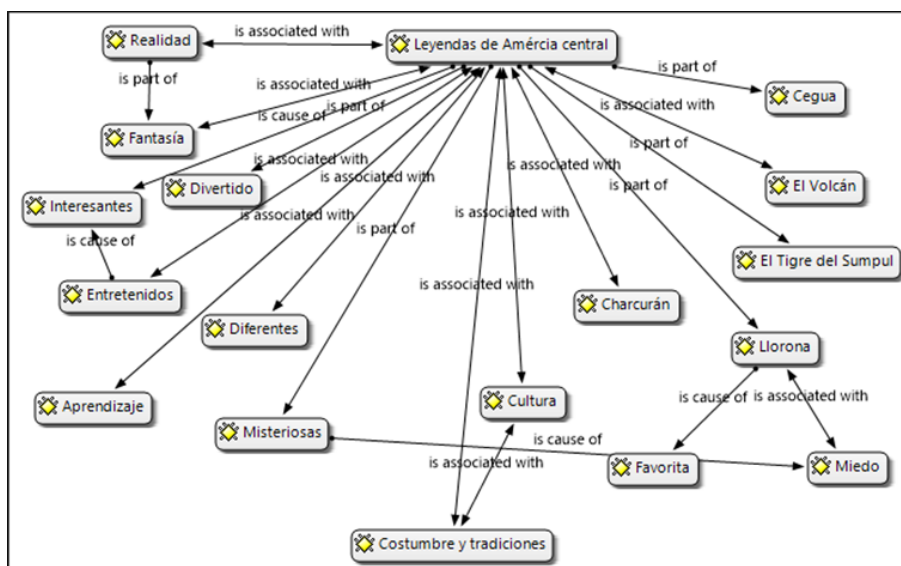 Realidad
is associated with
Leyendas de Amércia central
is part of
is part of
Cegua
is associated with
is part of
is associated with
is cause of
Fantasía
is part of
is associated with
is associated with
El Volcán
Divertido
is associated with
Interesantes
is part of
is associated with
is associated with
is part of
is cause of
El Tigre del Sumpul
is associated with
Entretenidos
Charcurán
Diferentes
Llorona
Aprendizaje
Cultura
is cause of
is associated with
Misteriosas
is cause of
is associated with
Favorita
Miedo
Costumbre y tradiciones